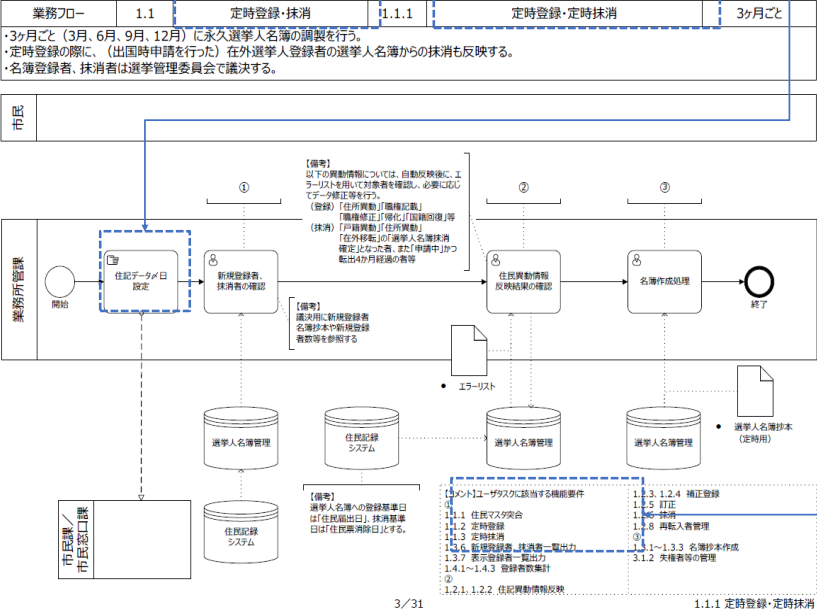 業務フロー 1.1 定時登録・抹消 1.1.1 定時登録・定時抹消 3ヶ月ごと
・3ヶ月ごと（3月、6月、9月、12月）に永久選挙人名簿の調製を行う。
・定時登録の際に、（出国時申請を行った）在外選挙人登録者の選挙人名簿からの抹消も反映する。
・名簿登録者、抹消者は選挙管理委員会で議決する。
市民
【備考】
以下の異動情報については、自動反映後に、エ
ラーリストを用いて対象者を確認し、必要に応じ
てデータ修正等を行う。
（登録）「住所異動」「職権記載」
「職権修正」「帰化」「国籍回復」等
（抹消）「戸籍異動」「住所異動」
「在外移転」の「選挙人名簿抹消
確定」となった者、また「申請中」かつ
転出4か月経過の者等
①
②
③
業務所管課
開始
住記データ〆日
設定
新規登録者、
抹消者の確認
住民異動情報
反映結果の確認
名簿作成処理
終了
【備考】
議決用に新規登録者
名簿抄本や新規登録
者数等を参照する
● エラーリスト
● 選挙人名簿抄本
（定時用）
選挙人名簿管理
住民記録
システム
選挙人名簿管理
選挙人名簿管理
住民記録
システム
【備考】
選挙人名簿への登録基準日
は「住民届出日」、抹消基準
日は「住民票消除日」とする。
市民課／
市民窓口課
【コメント】ユーザタスクに該当する機能要件
①
1.1.1 住民マスタ突合
1.1.2 定時登録
1.1.3 定時抹消
1.3.6 新規登録者、抹消者一覧出力
1.3.7 表示登録者一覧出力
1.4.1～1.4.3 登録者数集計
②
1.2.1, 1.2.2 住記異動情報反映
1.2.3, 1.2.4 補正登録
1.2.5 訂正
抹消
1.2.8 再転入者管理
③
1.3.1～1.3.3 名簿抄本作成
3.1.2 失権者等の管理
3／31
1.1.1 定時登録・定時抹消